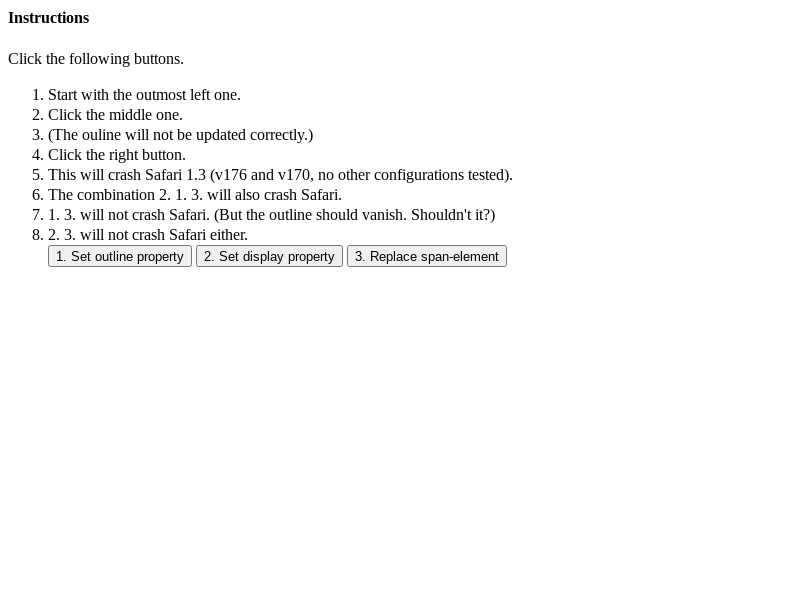 Instructions
Click the following buttons.
1. Start with the outmost left one.
2. Click the middle one.
3. (The ouline will not be updated correctly.)
4. Click the right button.
5. This will crash Safari 1.3 (v176 and v170, no other configurations tested).
6. The combination 2. 1. 3. will also crash Safari.
7. 1. 3. will not crash Safari. (But the outline should vanish. Shouldn't it?)
8. 2. 3. will not crash Safari either.
1. Set outline property 2. Set display property 3. Replace span-element